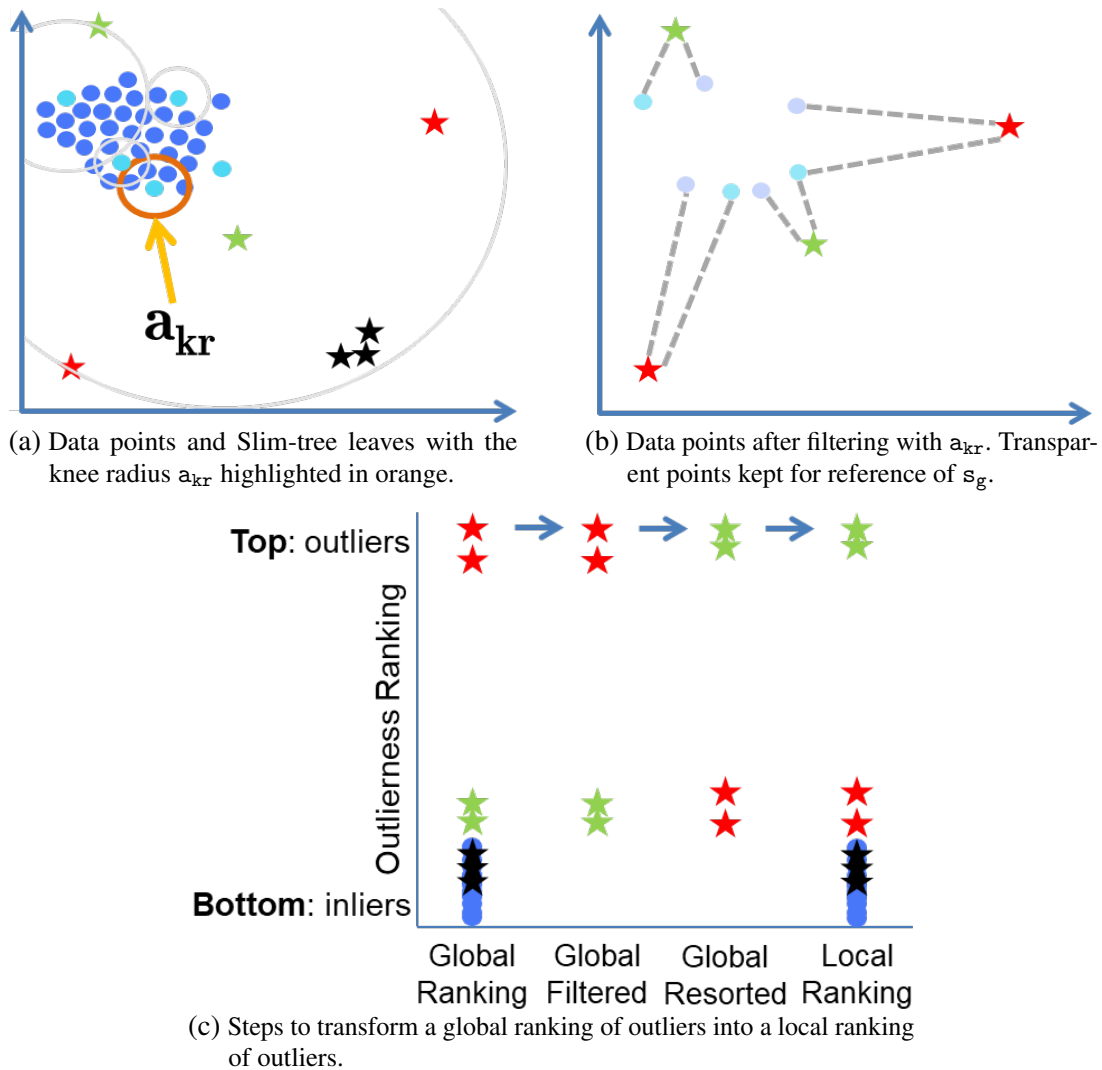 a_kr
(a) Data points and Slim-tree leaves with the
knee radius a_kr highlighted in orange.
(b) Data points after filtering with a_kr. Transpar-
ent points kept for reference of s_g.
Top: outliers
Outlierness Ranking
Bottom: inliers
Global
Ranking
Global
Filtered
Global
Resorted
Local
Ranking
(c) Steps to transform a global ranking of outliers into a local ranking
of outliers.